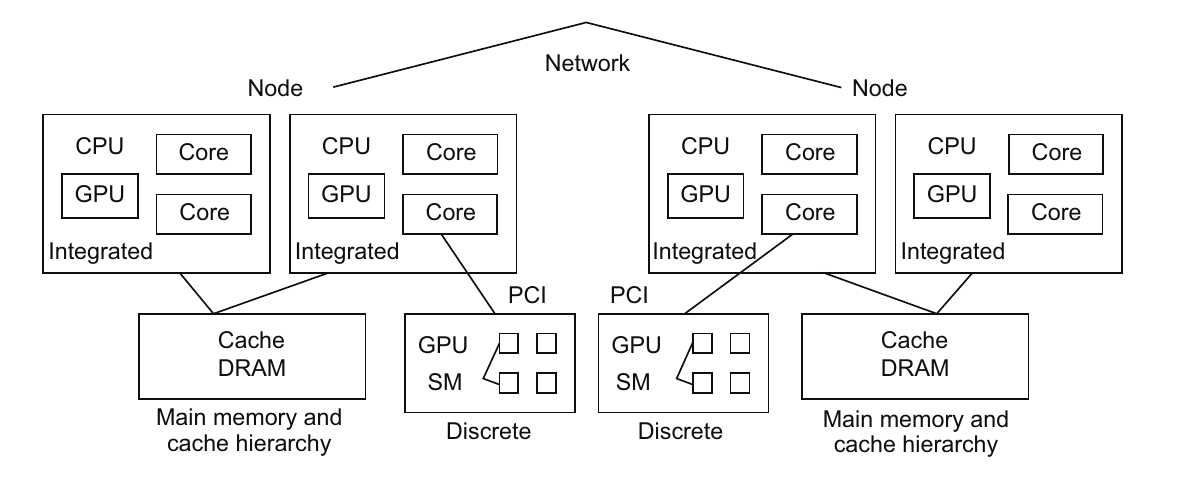 Network
Node
Node
CPU
Core
GPU
Core
Integrated
CPU
Core
GPU
Core
Integrated
CPU
Core
GPU
Core
Integrated
CPU
Core
GPU
Core
Integrated
PCI
PCI
Cache
DRAM
Main memory and
cache hierarchy
GPU
SM
Discrete
GPU
SM
Discrete
Cache
DRAM
Main memory and
cache hierarchy